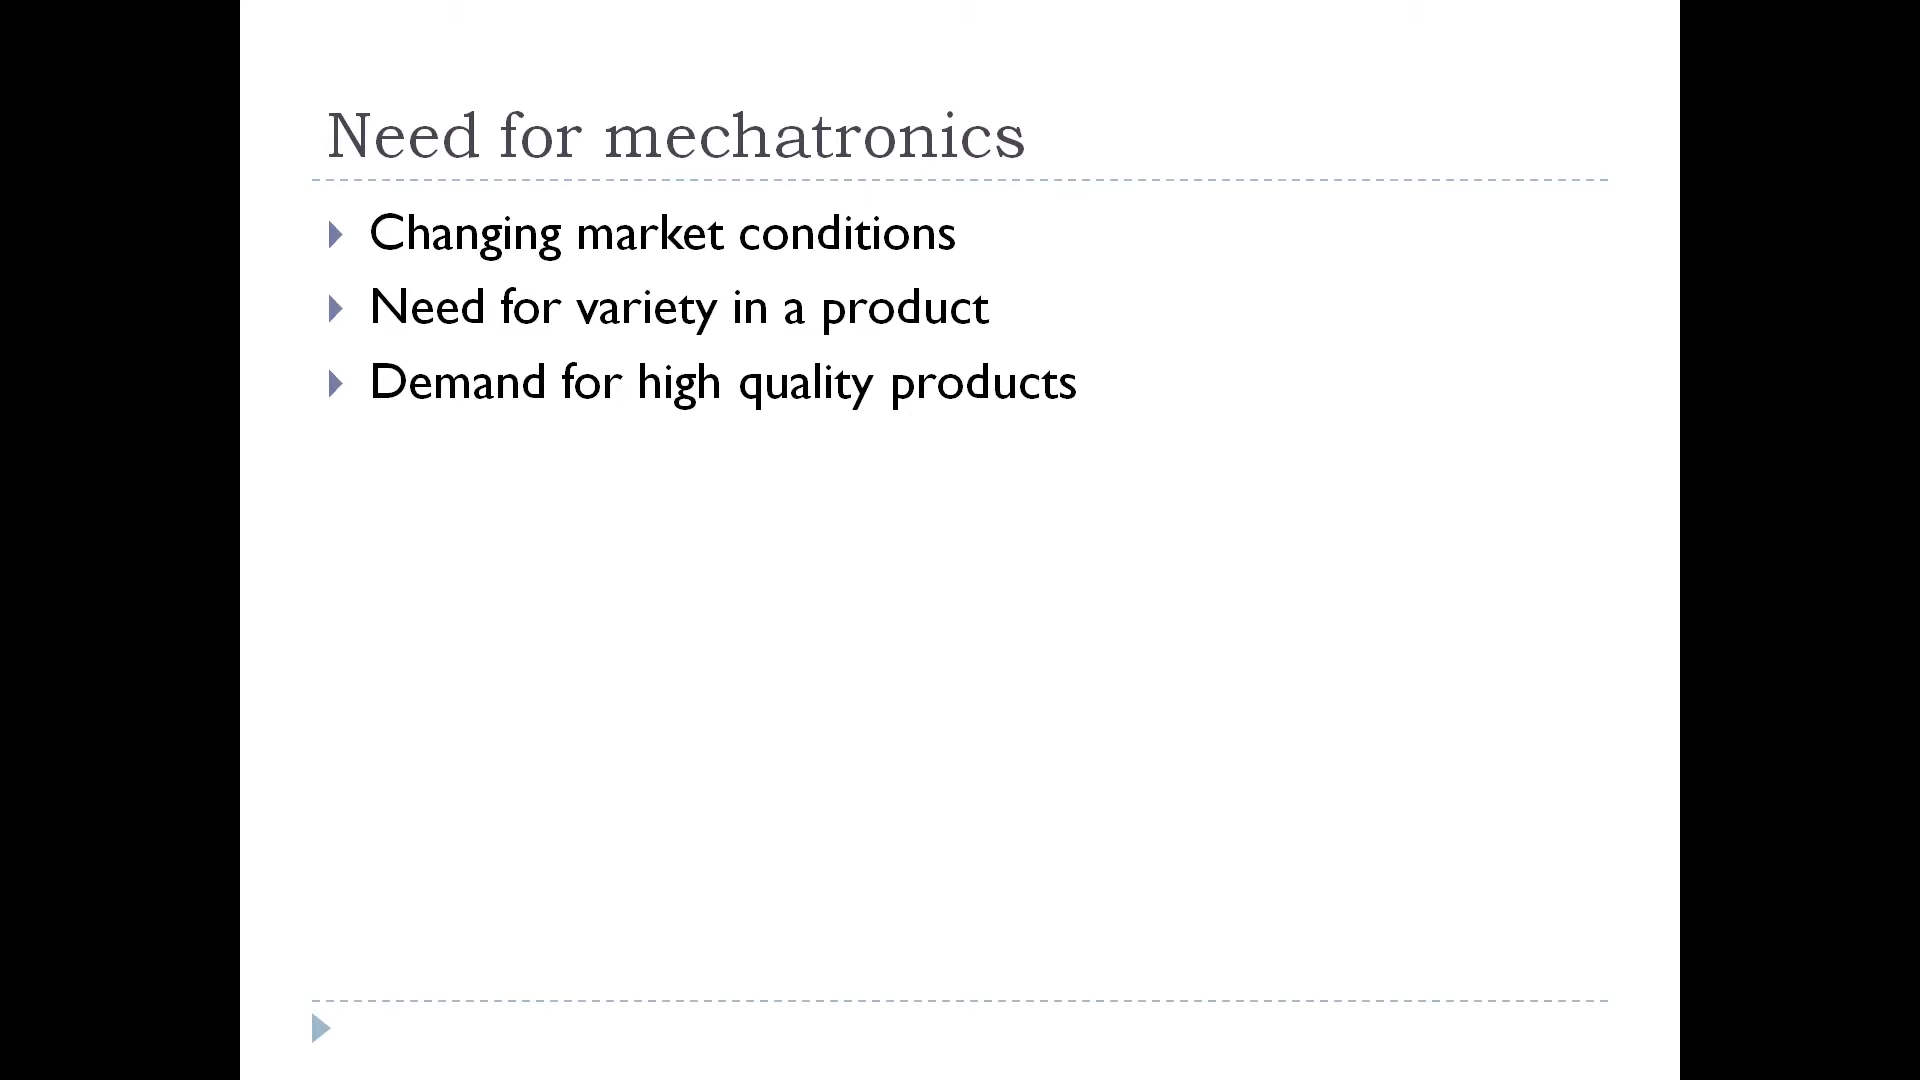 Need for mechatronics
Changing market conditions
Need for variety in a product
Demand for high quality products